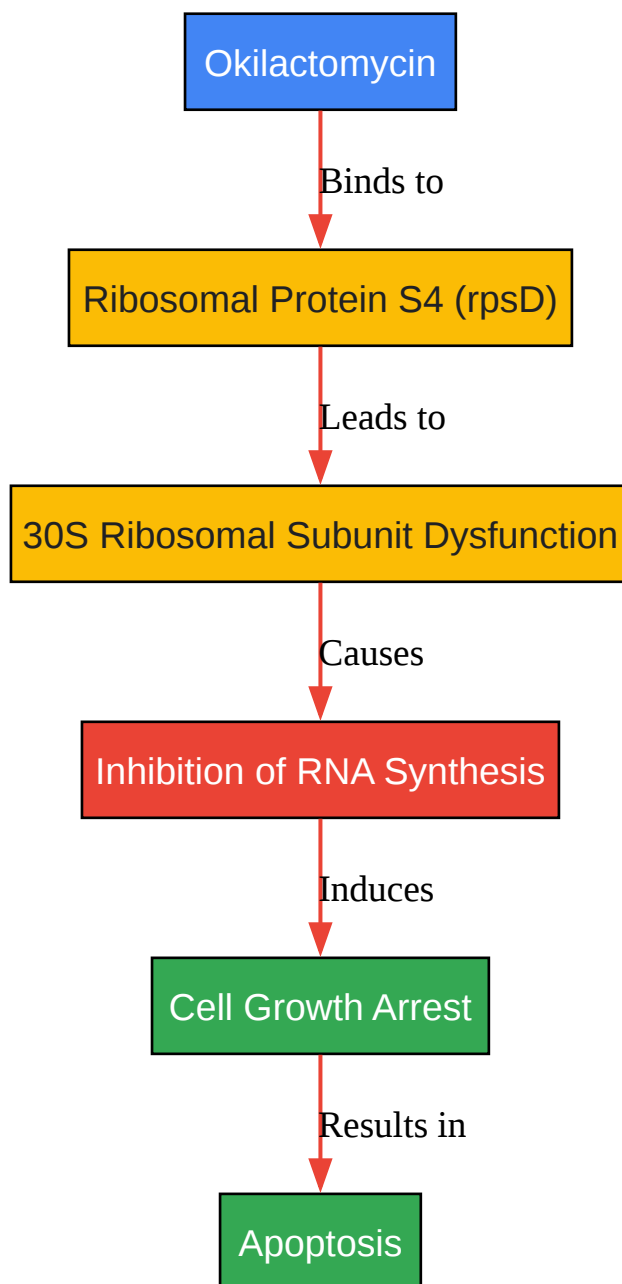 Okilactomycin
Binds to
Ribosomal Protein S4 (rpsD)
Leads to
30S Ribosomal Subunit Dysfunction
Causes
Inhibition of RNA Synthesis
Induces
Cell Growth Arrest
Results in
Apoptosis